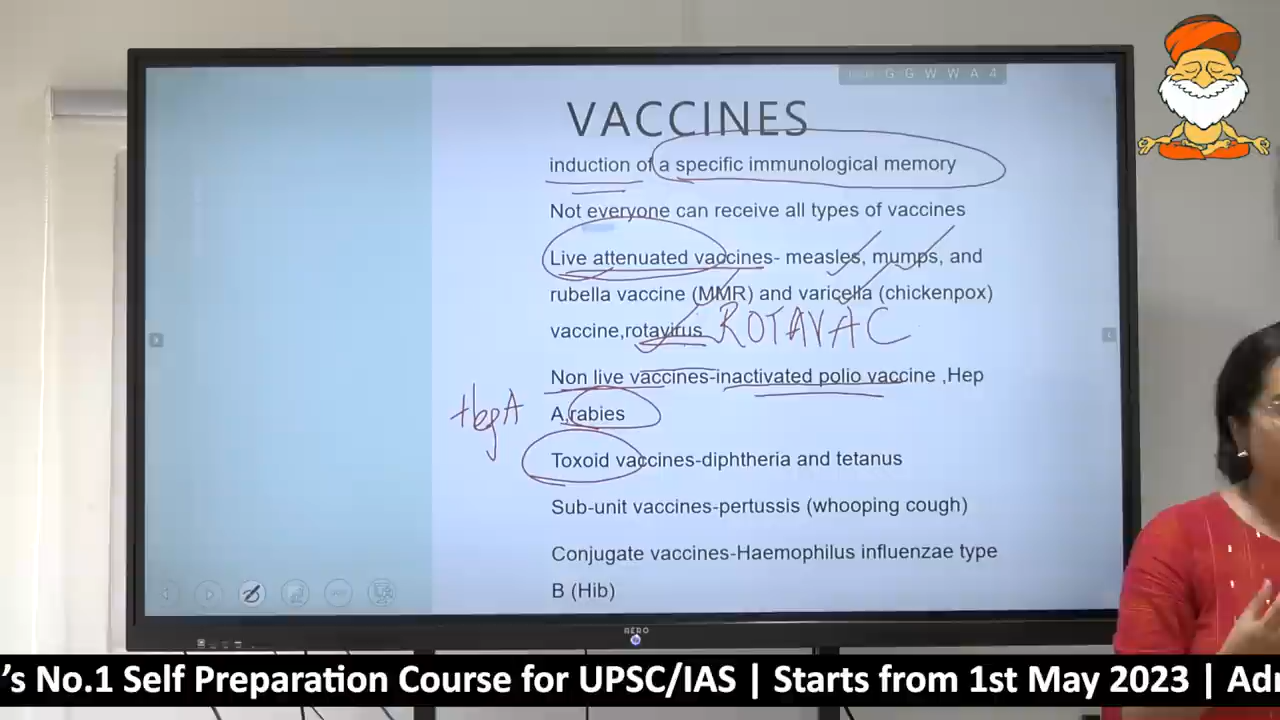 VACCINES
induction of a specific immunological memory
Not everyone can receive all types of vaccines
Live attenuated vaccines- measles, mumps, and
rubella vaccine (MMR) and varicella (chickenpox)
vaccine,rotavirus ROTAVAC
Non live vaccines-inactivated polio vaccine ,Hep
A,rabies
Toxoid vaccines-diphtheria and tetanus
Sub-unit vaccines-pertussis (whooping cough)
Conjugate vaccines-Haemophilus influenzae type
B (Hib)
's No.1 Self Preparation Course for UPSC/IAS | Starts from 1st May 2023 | Ad